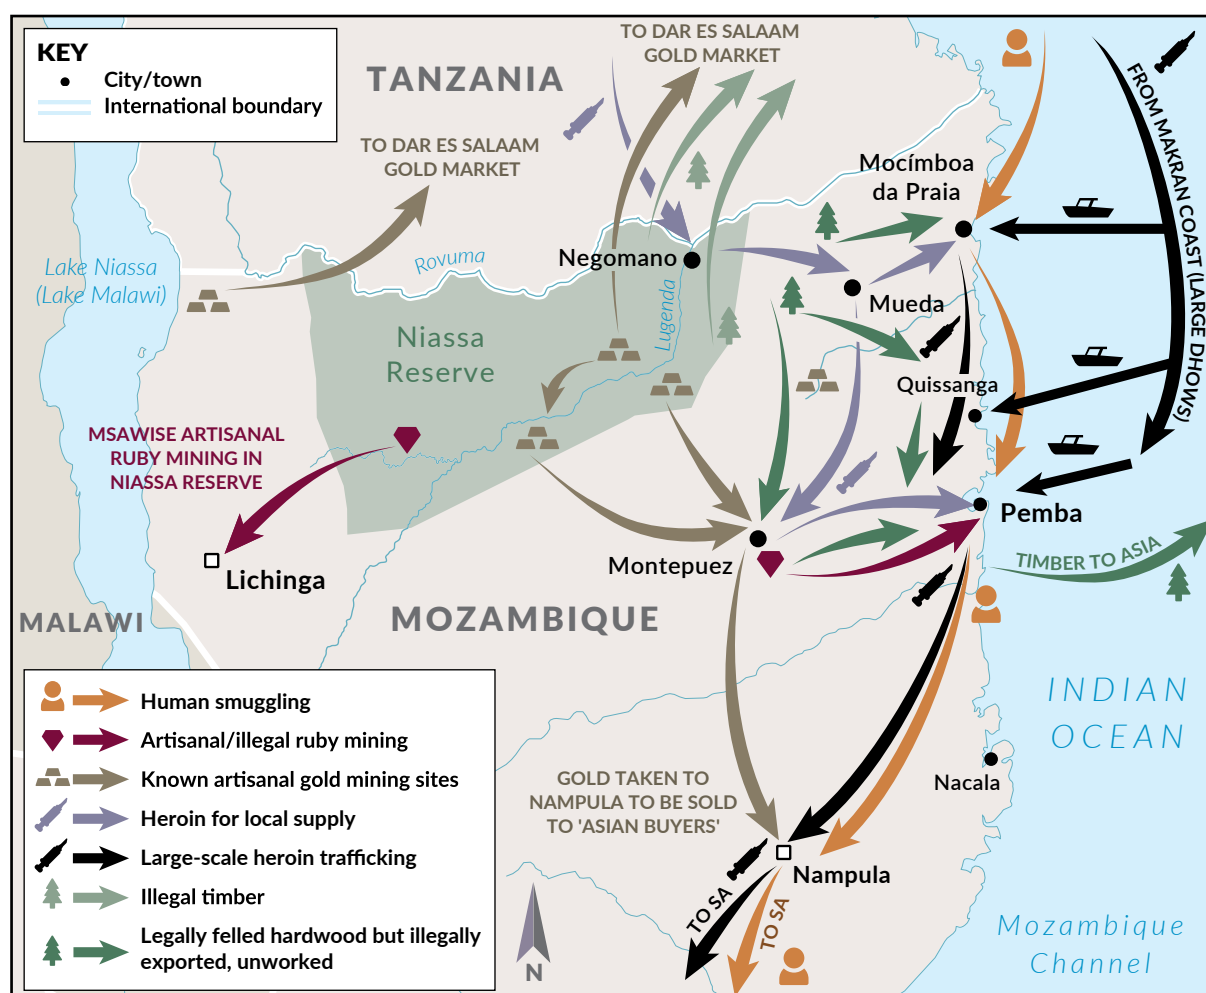 KEY
City/town
International boundary
TO DAR ES SALAAM
GOLD MARKET
TANZANIA
TO DAR ES SALAAM
GOLD MARKET
FROM MAKRAN COAST (LARGE DHOWS)
Mocímboa
da Praia
Lake Niassa
(Lake Malawi)
Rovuma
Negomano
Lugenda
Mueda
Niassa
Reserve
Quissanga
MSAWISE ARTISANAL
RUBY MINING IN
NIASSA RESERVE
Pemba
Montepuez
TIMBER TO ASIA
Lichinga
MALAWI
MOZAMBIQUE
INDIAN
OCEAN
Nacala
GOLD TAKEN TO
NAMPULA TO BE SOLD
TO 'ASIAN BUYERS'
Nampula
TO SA
TO SA
Mozambique
Channel
N
Human smuggling
Artisanal/illegal ruby mining
Known artisanal gold mining sites
Heroin for local supply
Large-scale heroin trafficking
Illegal timber
Legally felled hardwood but illegally
exported, unworked